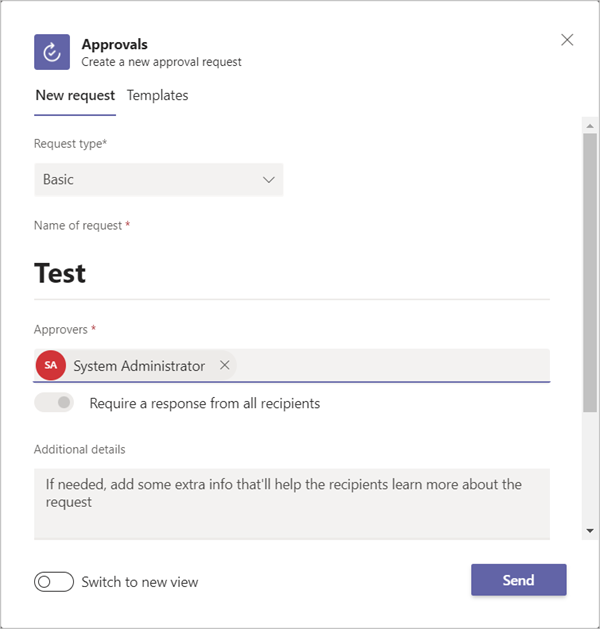 Approvals
Create a new approval request
New request Templates
Request type*
Basic
Name of request *
Test
Approvers *
SA System Administrator
Require a response from all recipients
Additional details
If needed, add some extra info that'll help the recipients learn more about the
request
Switch to new view Send